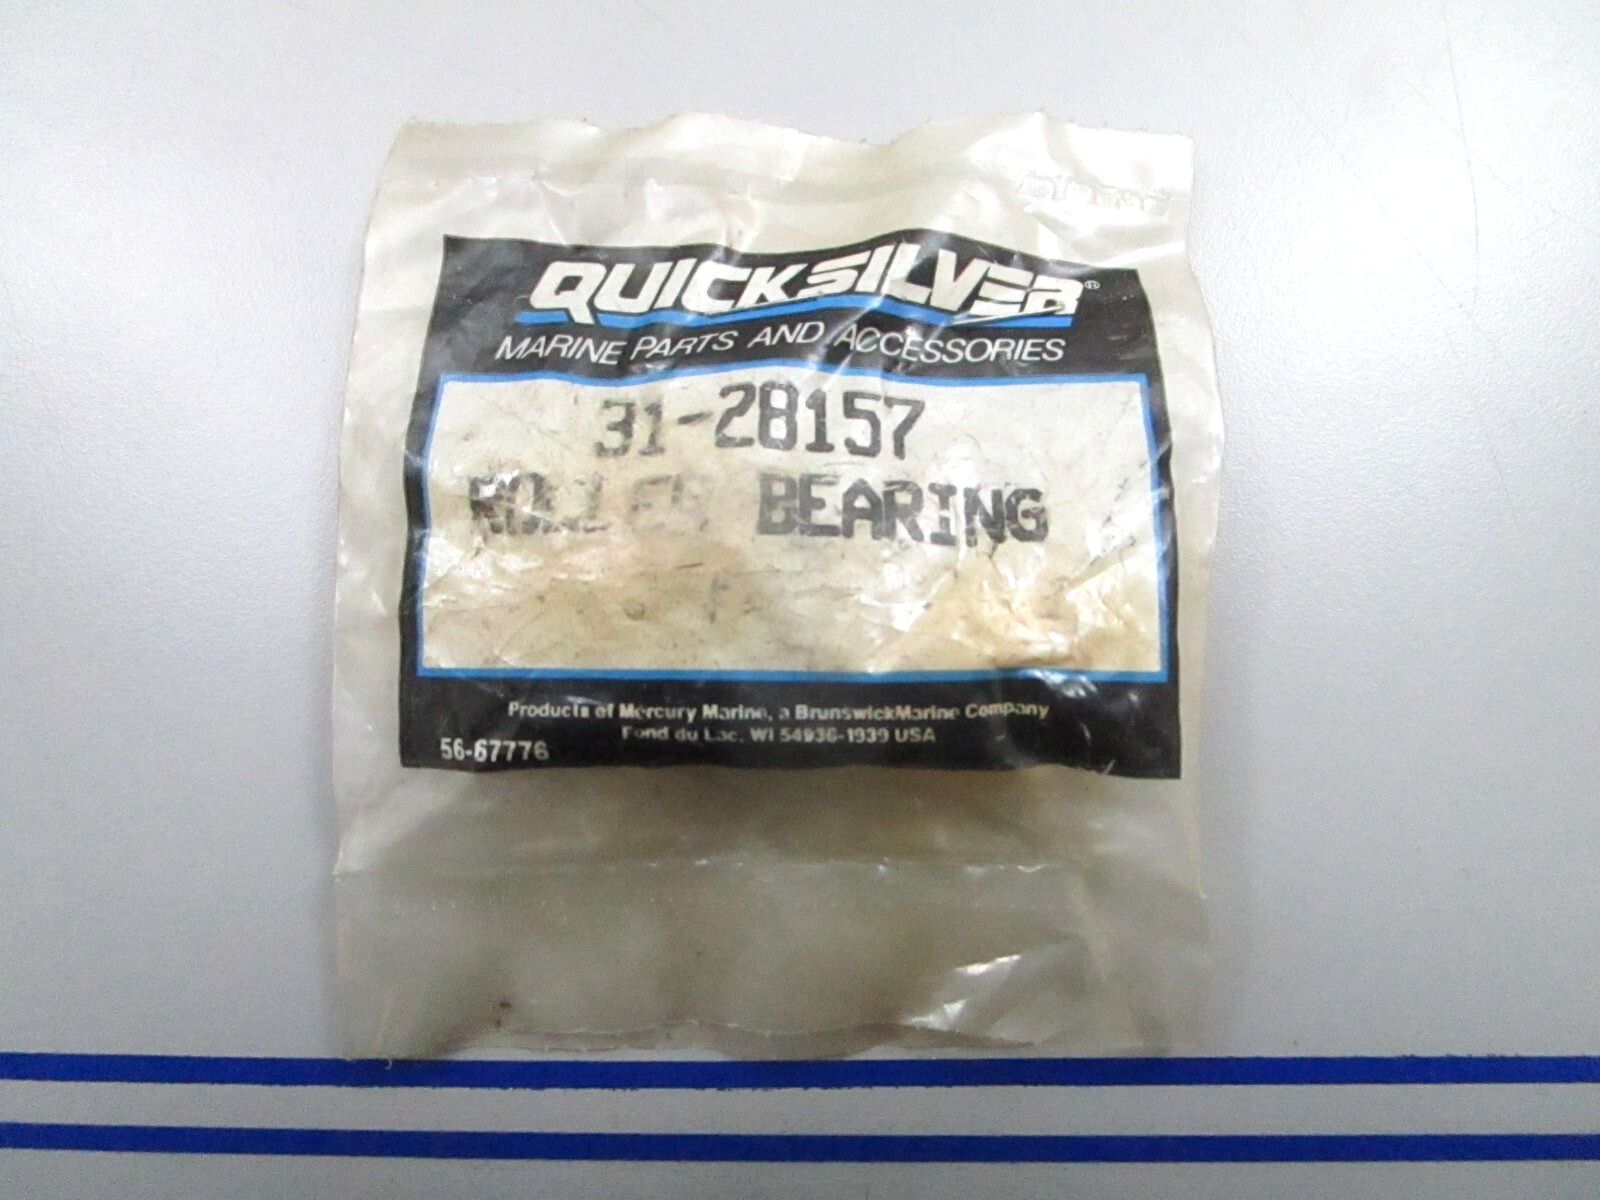 QUICKSILVER®
MARINE PARTS AND ACCESSORIES
31-28157
ROLLER BEARING
Products of Mercury Marine, a BrunswickMarine Company
Fond du Lac, WI 54936-1939 USA
56-67776